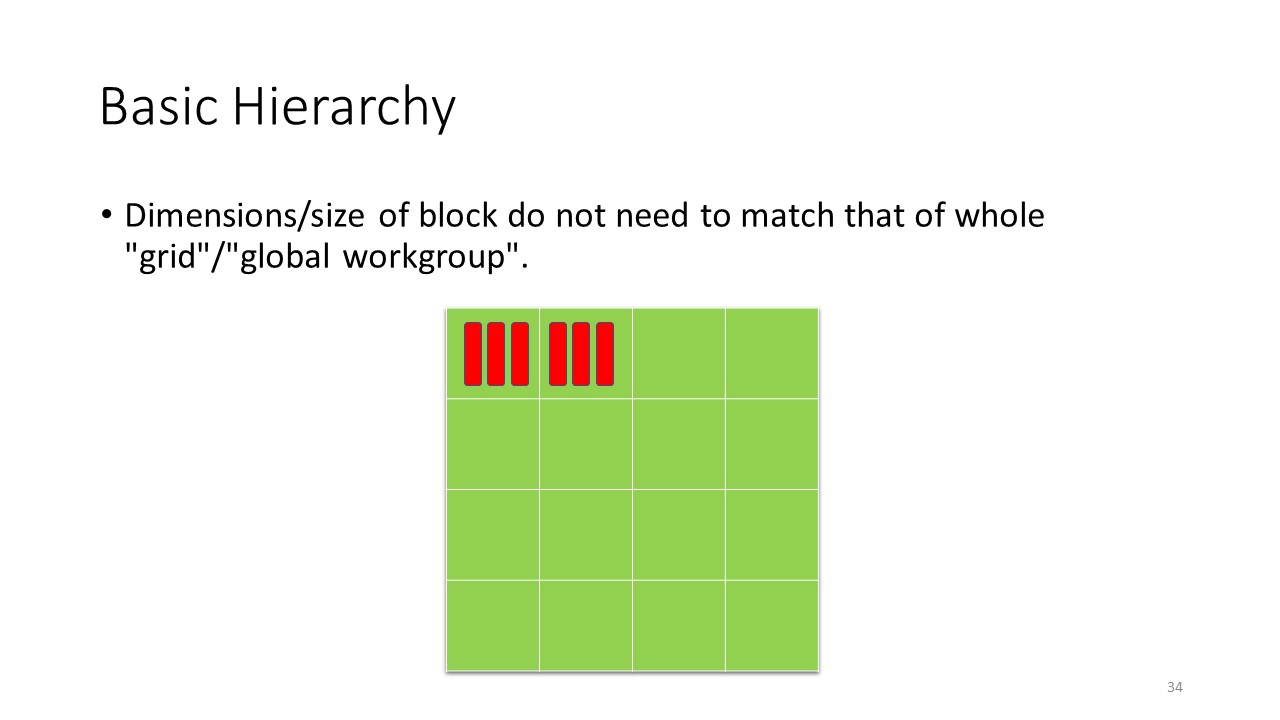 Basic Hierarchy
• Dimensions/size of block do not need to match that of whole
"grid"/"global workgroup".
34